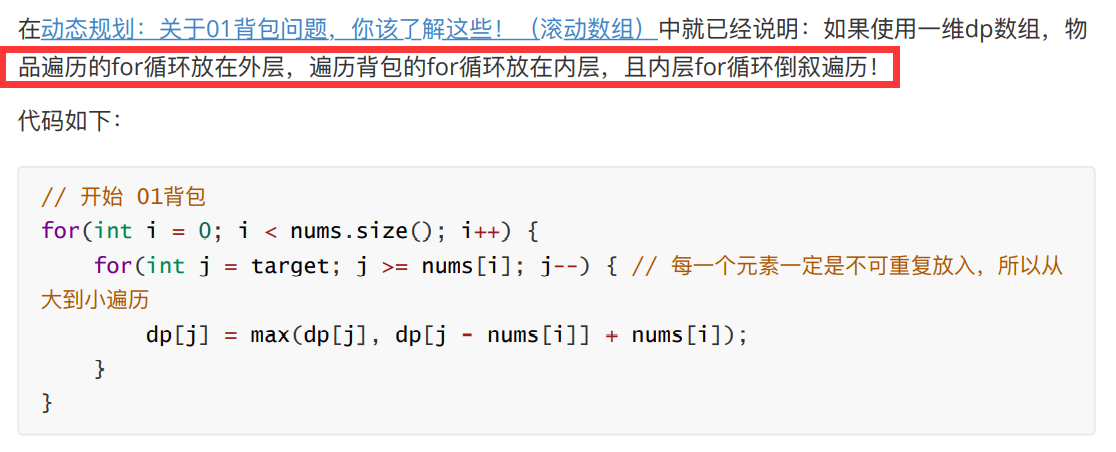 在动态规划：关于01背包问题，你该了解这些！（滚动数组）中就已经说明：如果使用一维dp数组，物
品遍历的for循环放在外层，遍历背包的for循环放在内层，且内层for循环倒叙遍历！
代码如下：
// 开始 01背包
for(int i = 0; i < nums.size(); i++) {
    for(int j = target; j >= nums[i]; j--) { // 每一个元素一定是不可重复放入，所以从
大到小遍历
        dp[j] = max(dp[j], dp[j - nums[i]] + nums[i]);
    }
}